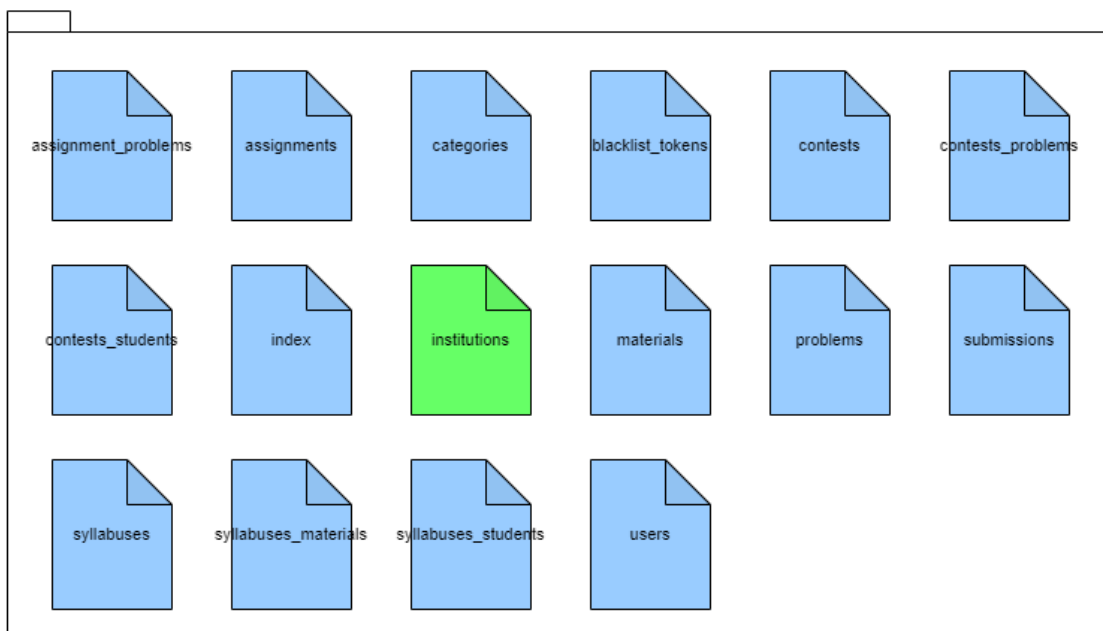 assignment_problems
assignments
categories
blacklist_tokens
contests
contests_problems
contests_students
index
institutions
materials
problems
submissions
syllabuses
syllabuses_materials
syllabuses_students
users